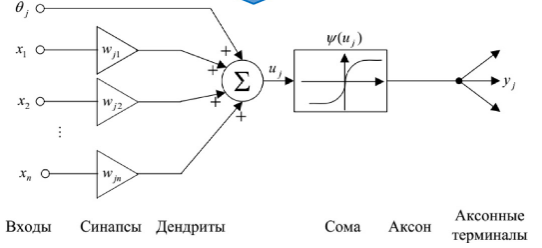 θj
+
x1 wj1 + ψ(uj)
+ Σ uj yj
x2 wj2 +
⋮ +
xn wjn
Входы Синапсы Дендриты Сома Аксон Аксонные
терминалы